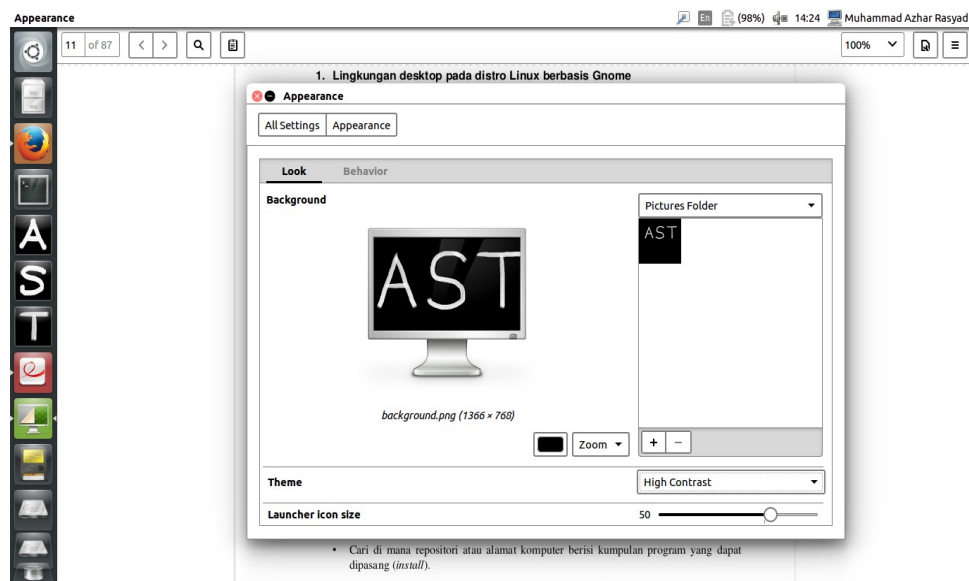 Appearance
En
(98%)
14:24
Muhammad Azhar Rasyad
11 of 87
100%
1. Lingkungan desktop pada distro Linux berbasis Gnome
Appearance
All Settings
Appearance
Look
Behavior
Background
Pictures Folder
AST
AST
A
S
T
background.png (1366 × 768)
Zoom
+ −
Theme
High Contrast
Launcher icon size
50
• Cari di mana repositori atau alamat komputer berisi kumpulan program yang dapat
dipasang (install).